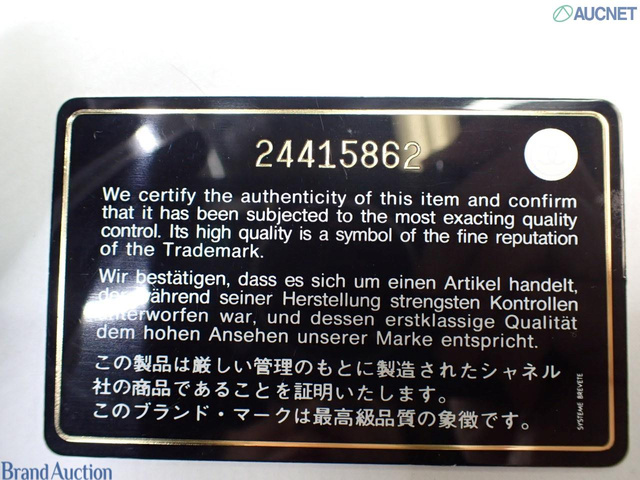 AUCNET
24415862
We certify the authenticity of this item and confirm
that it has been subjected to the most exacting quality
control. Its high quality is a symbol of the fine reputation
of the Trademark.
Wir bestätigen, dass es sich um einen Artikel handelt,
der während seiner Herstellung strengsten Kontrollen
unterworfen war, und dessen erstklassige Qualität
dem hohen Ansehen unserer Marke entspricht.
この製品は厳しい管理のもとに製造されたシャネル
社の商品であることを証明いたします。
このブランド・マークは最高級品質の象徴です。
SYSTEME BREVETE
Brand Auction